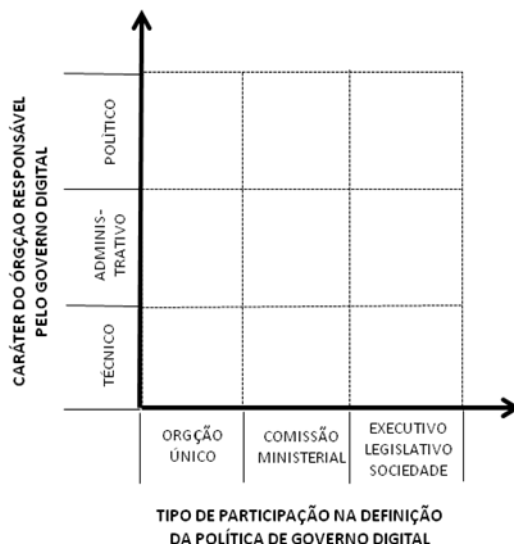 CARÁTER DO ÓRGÇAO RESPONSÁVEL
PELO GOVERNO DIGITAL
POLÌTICO
ADMINIS-
TRATIVO
TÉCNICO
ORGÇÃO
ÚNICO
COMISSÃO
MINISTERIAL
EXECUTIVO
LEGISLATIVO
SOCIEDADE
TIPO DE PARTICIPAÇÃO NA DEFINIÇÃO
DA POLÍTICA DE GOVERNO DIGITAL